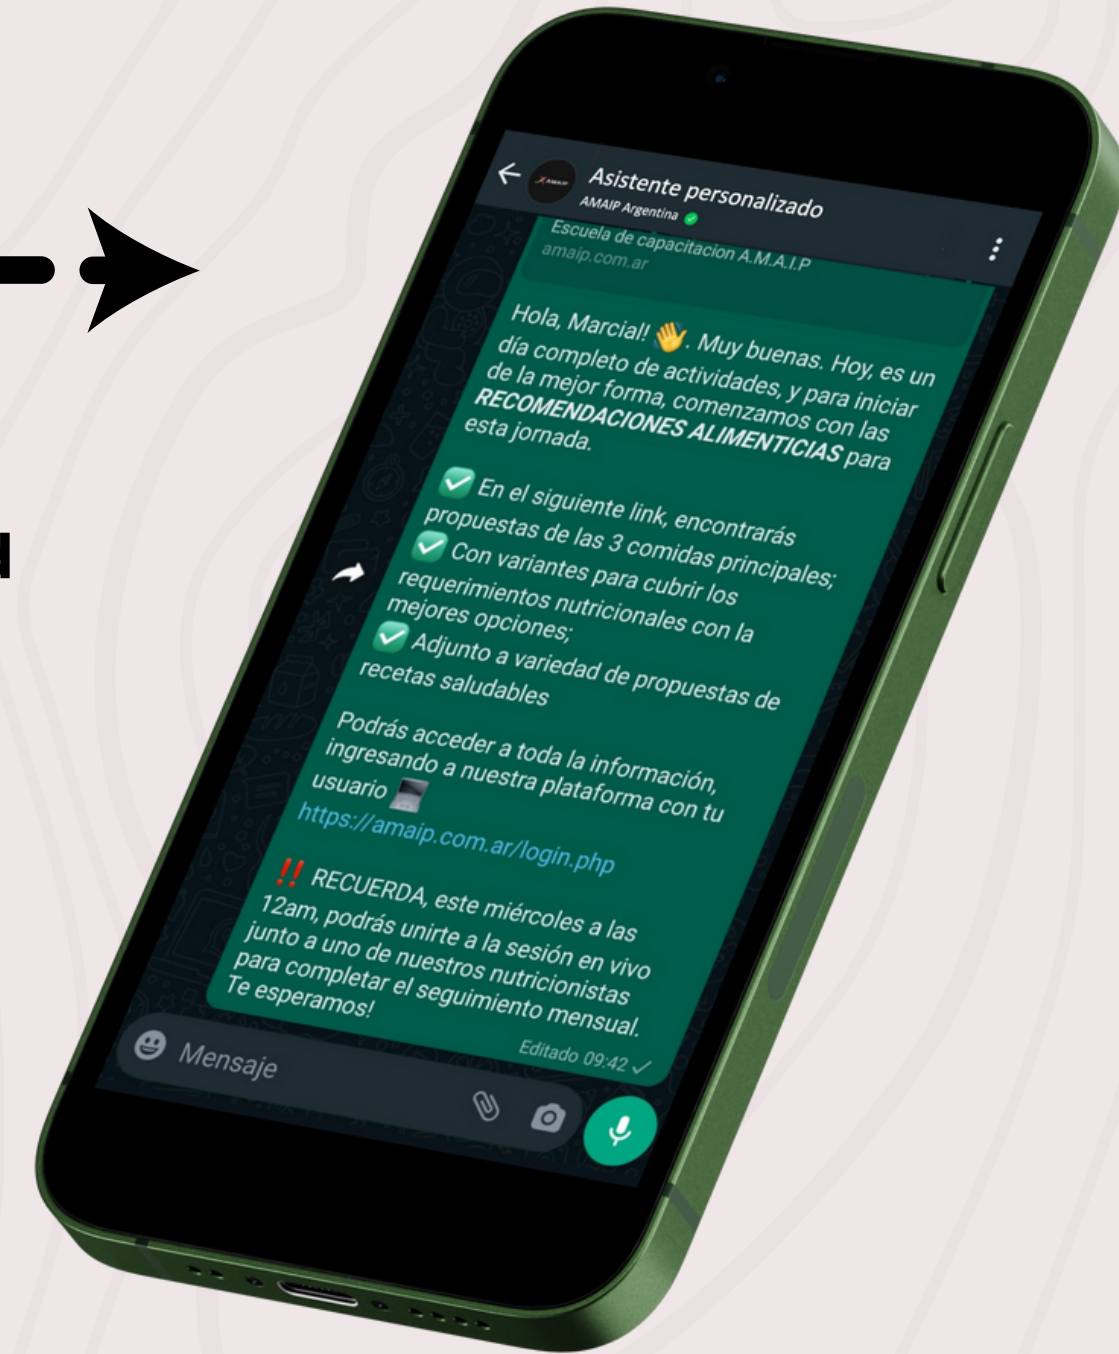 Asistente personalizado
AMAIP Argentina
Escuela de capacitacion A.M.A.I.P
amaip.com.ar
Hola, Marcial! 👋. Muy buenas. Hoy, es un
día completo de actividades, y para iniciar
de la mejor forma, comenzamos con las
RECOMENDACIONES ALIMENTICIAS para
esta jornada.
✅ En el siguiente link, encontrarás
propuestas de las 3 comidas principales;
✅ Con variantes para cubrir los
requerimientos nutricionales con la
mejores opciones;
✅ Adjunto a variedad de propuestas de
recetas saludables
Podrás acceder a toda la información,
ingresando a nuestra plataforma con tu
usuario 💻
https://amaip.com.ar/login.php
‼️ RECUERDA, este miércoles a las
12am, podrás unirte a la sesión en vivo
junto a uno de nuestros nutricionistas
para completar el seguimiento mensual.
Te esperamos!
Editado 09:42
Mensaje